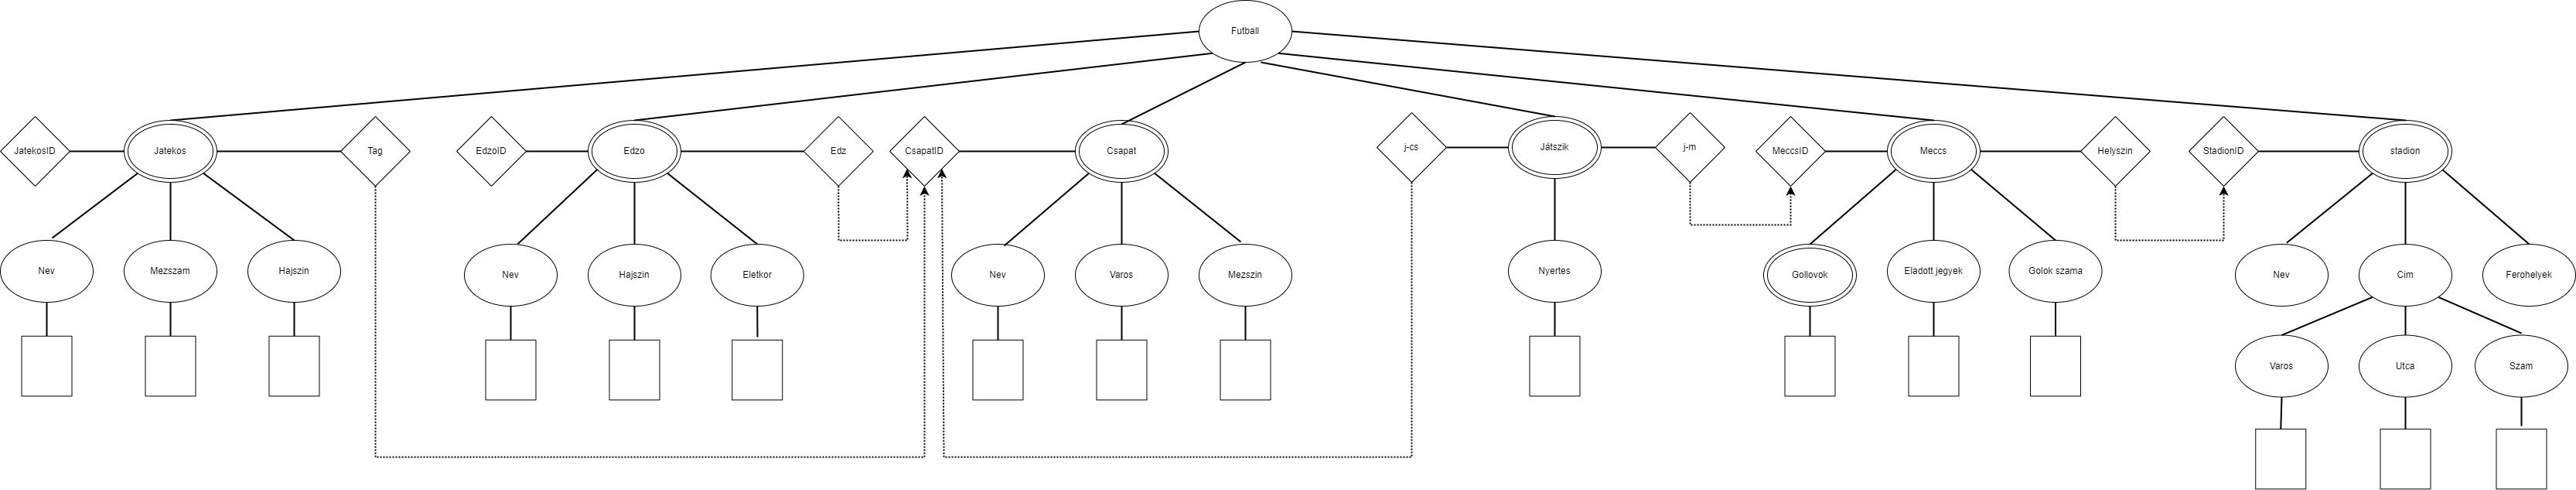 Futball
JatekosID
Jatekos
Tag
EdzoID
Edzo
Edz
CsapatID
Csapat
j-cs
Játszik
j-m
MeccsID
Meccs
Helyszin
StadionID
stadion
Nev
Mezszam
Hajszin
Nev
Hajszin
Eletkor
Nev
Varos
Mezszin
Nyertes
Gollovok
Eladott jegyek
Golok szama
Nev
Cim
Ferohelyek
Varos
Utca
Szam